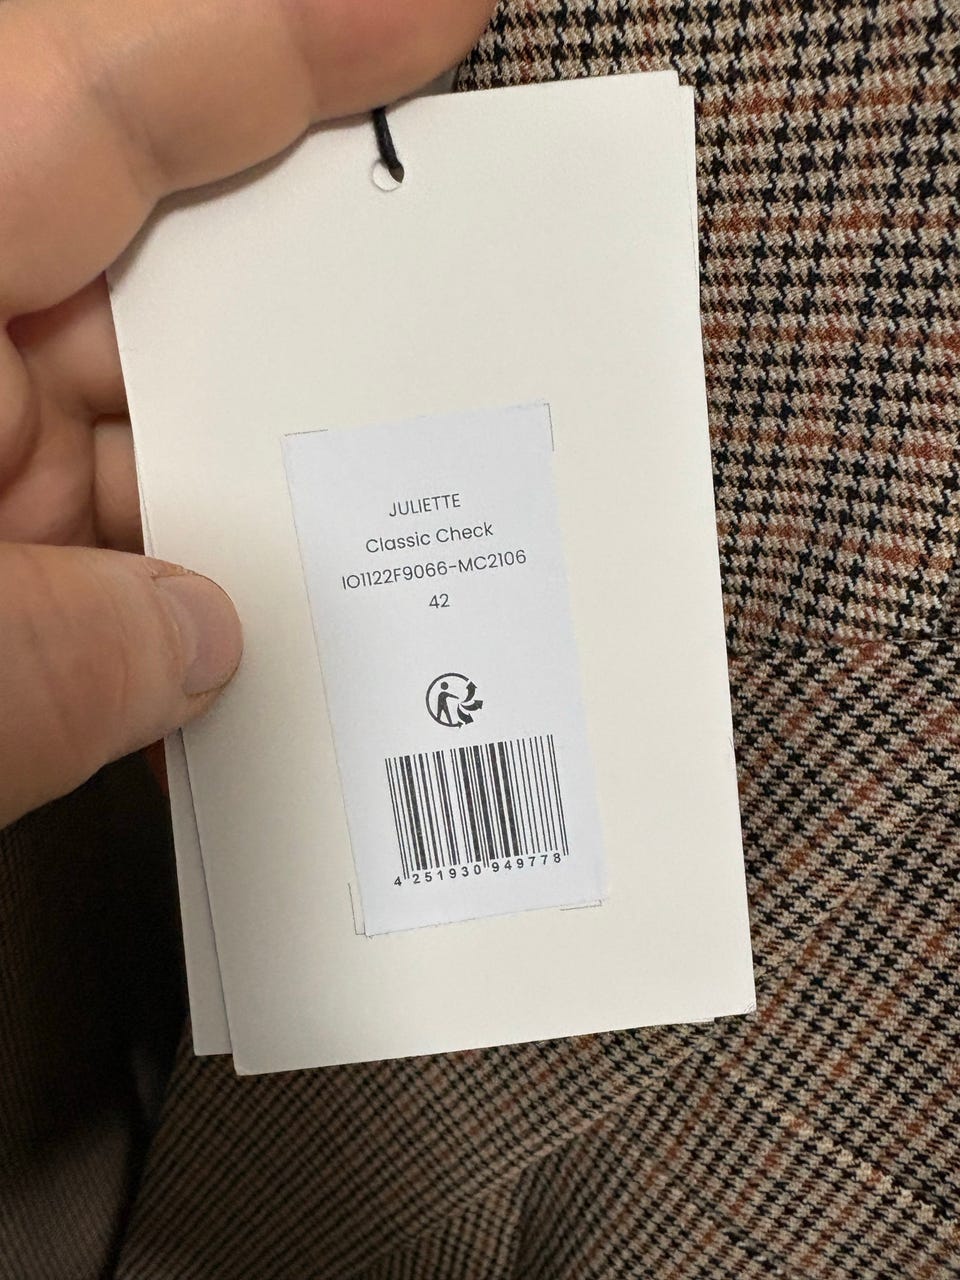 JULIETTE
Classic Check
IO1122F9066-MC2106
42
4 251930 949778